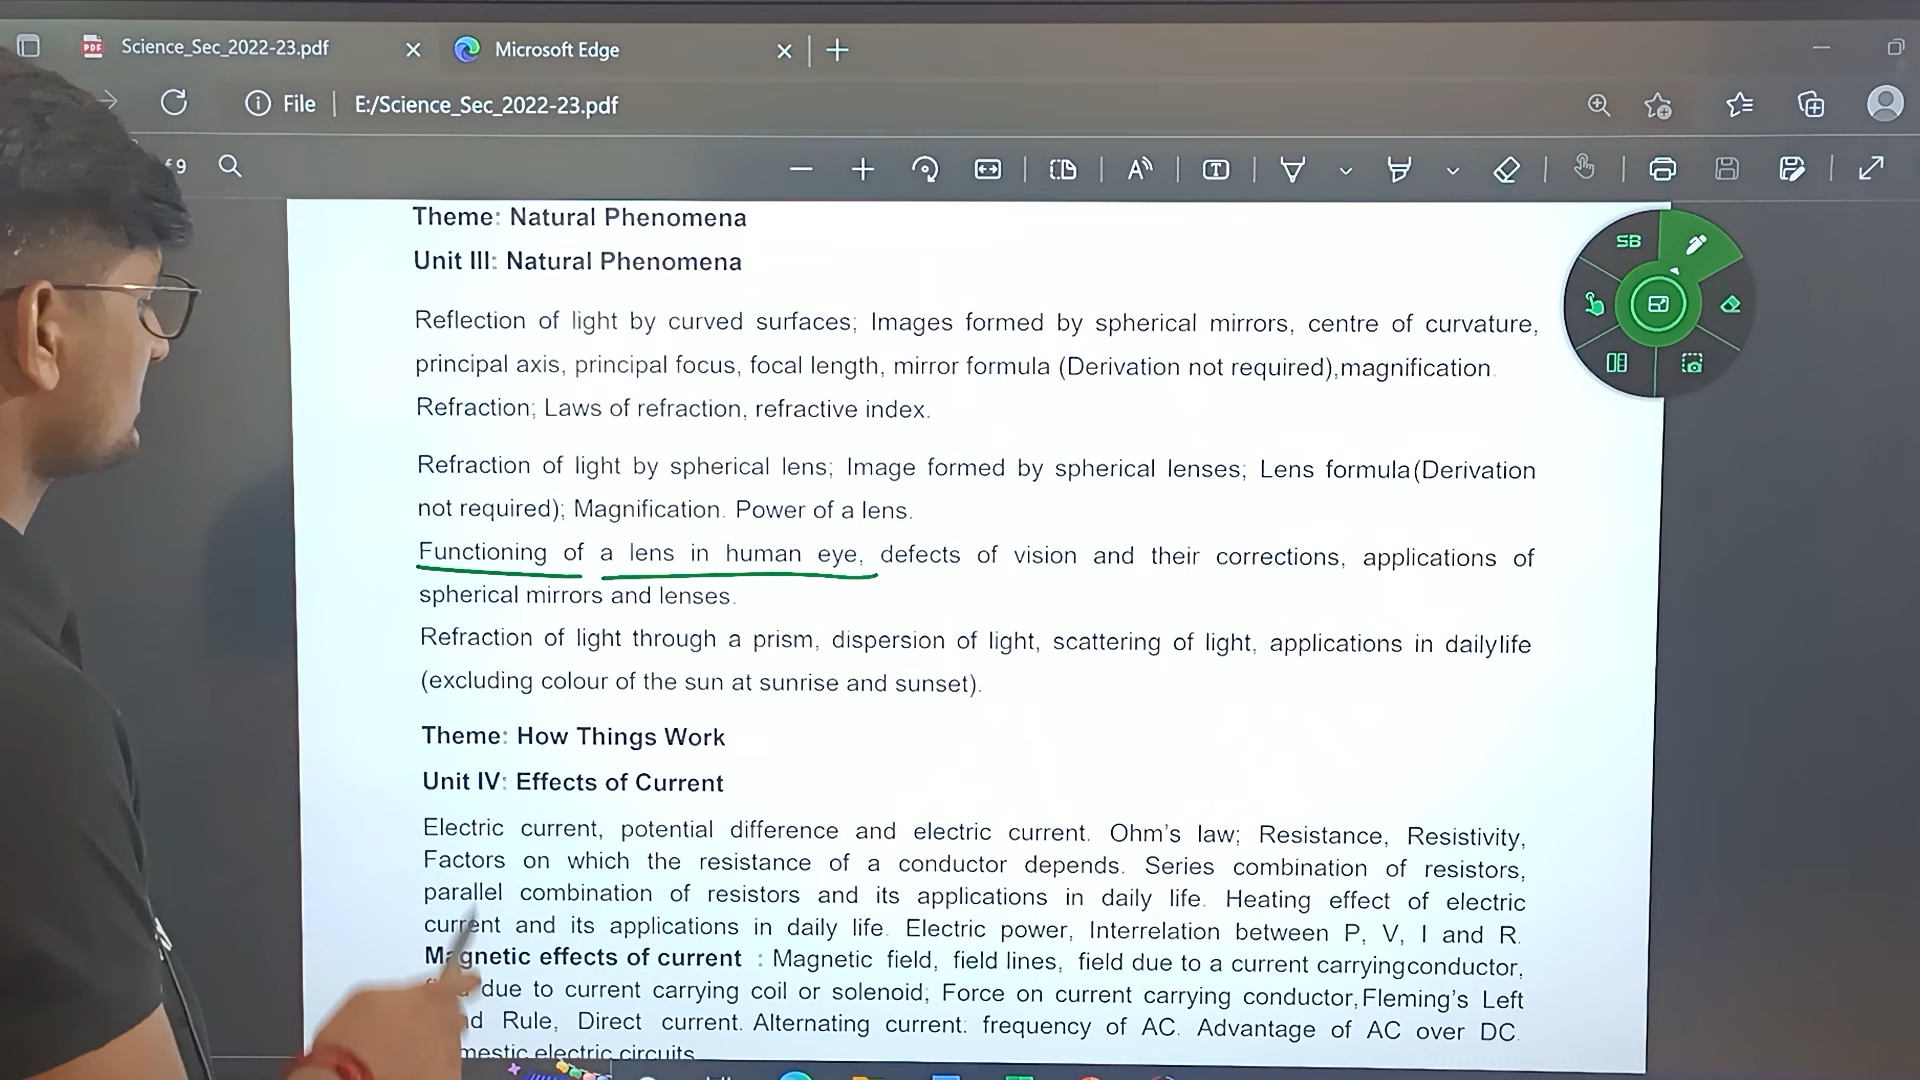 Science_Sec_2022-23.pdf
Microsoft Edge
File
E:/Science_Sec_2022-23.pdf
9
SB
Theme: Natural Phenomena
Unit III: Natural Phenomena
Reflection of light by curved surfaces; Images formed by spherical mirrors, centre of curvature,
principal axis, principal focus, focal length, mirror formula (Derivation not required),magnification.
Refraction; Laws of refraction, refractive index.
Refraction of light by spherical lens; Image formed by spherical lenses; Lens formula(Derivation
not required); Magnification. Power of a lens.
Functioning of a lens in human eye, defects of vision and their corrections, applications of
spherical mirrors and lenses.
Refraction of light through a prism, dispersion of light, scattering of light, applications in dailylife
(excluding colour of the sun at sunrise and sunset).
Theme: How Things Work
Unit IV: Effects of Current
Electric current, potential difference and electric current. Ohm's law; Resistance, Resistivity,
Factors on which the resistance of a conductor depends. Series combination of resistors,
parallel combination of resistors and its applications in daily life. Heating effect of electric
current and its applications in daily life. Electric power, Interrelation between P, V, I and R.
Magnetic effects of current : Magnetic field, field lines, field due to a current carryingconductor,
due to current carrying coil or solenoid; Force on current carrying conductor,Fleming's Left
Rule, Direct current. Alternating current: frequency of AC. Advantage of AC over DC.
electric circuits.